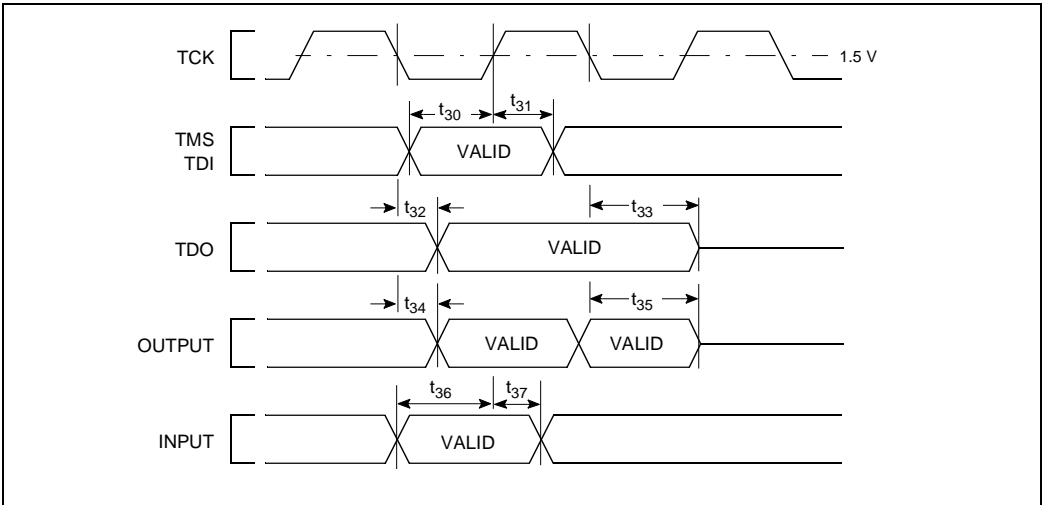 TCK
1.5 V
t30
t31
TMS
TDI
VALID
t32
t33
TDO
VALID
t34
t35
OUTPUT
VALID
VALID
t36
t37
INPUT
VALID